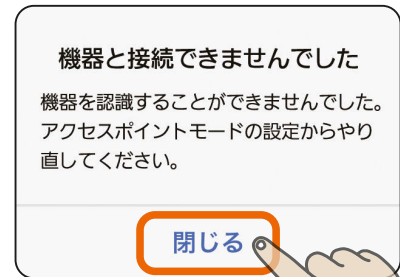 機器と接続できませんでした
機器を認識することができませんでした。
アクセスポイントモードの設定からやり
直してください。
閉じる